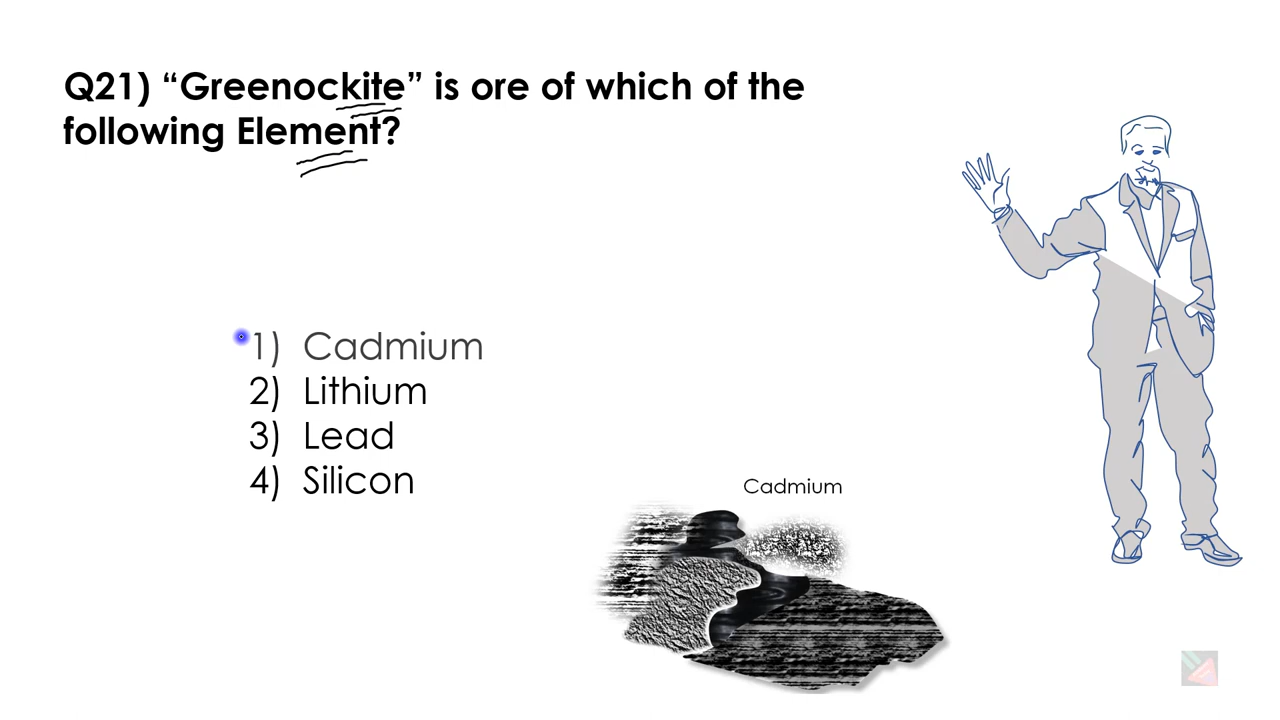 Q21) “Greenockite” is ore of which of the
following Element?
1) Cadmium
2) Lithium
3) Lead
4) Silicon
Cadmium